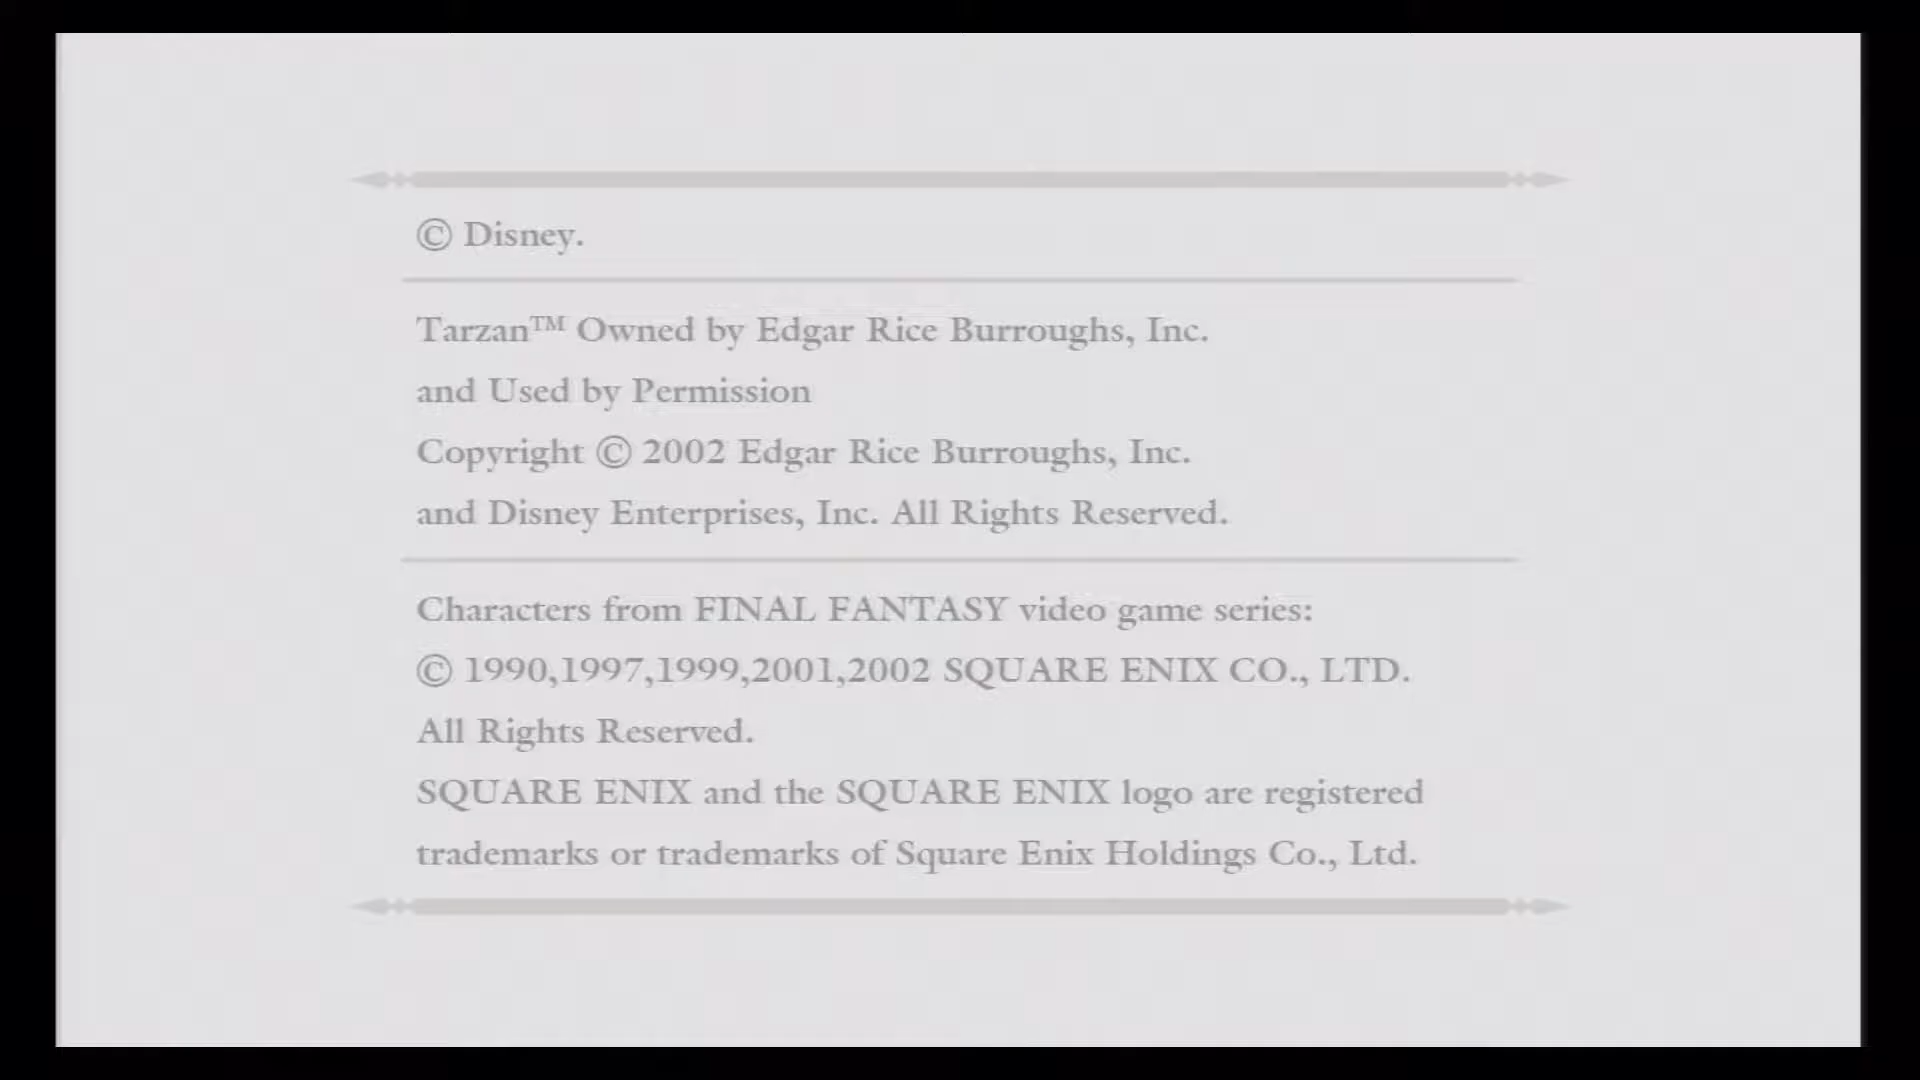 © Disney.
Tarzan™ Owned by Edgar Rice Burroughs, Inc.
and Used by Permission
Copyright © 2002 Edgar Rice Burroughs, Inc.
and Disney Enterprises, Inc. All Rights Reserved.
Characters from FINAL FANTASY video game series:
© 1990,1997,1999,2001,2002 SQUARE ENIX CO., LTD.
All Rights Reserved.
SQUARE ENIX and the SQUARE ENIX logo are registered
trademarks or trademarks of Square Enix Holdings Co., Ltd.